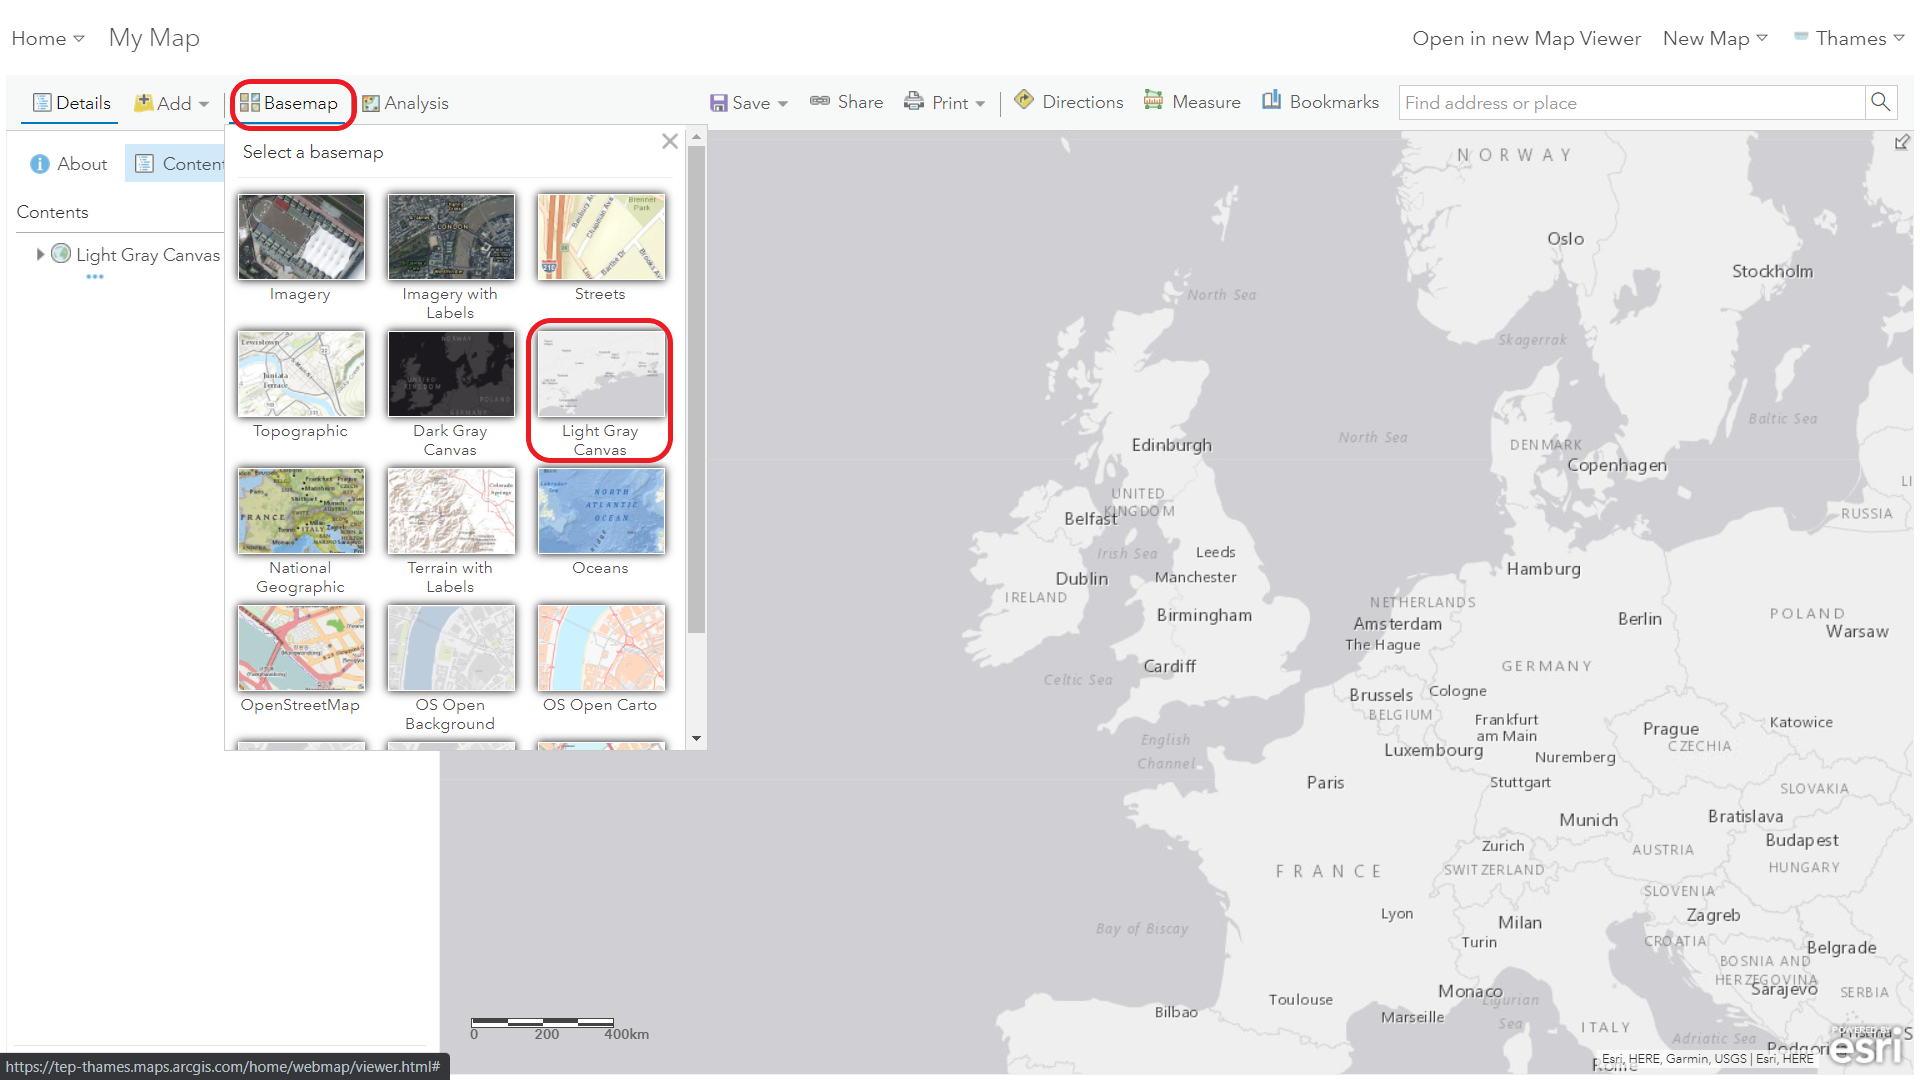 Home
My Map
Open in new Map Viewer
New Map
Thames
Details
Add
Basemap
Analysis
Save
Share
Print
Directions
Measure
Bookmarks
Find address or place
About
Conten
Contents
Light Gray Canvas
Select a basemap
Imagery
Imagery with
Labels
Streets
Topographic
Dark Gray
Canvas
Light Gray
Canvas
National
Geographic
Terrain with
Labels
Oceans
OpenStreetMap
OS Open
Background
OS Open Carto
NORWAY
Oslo
Stockholm
North Sea
Skagerrak
Baltic Sea
North Sea
Edinburgh
DENMARK
Copenhagen
UNITED
KINGDOM
LI
RUSSIA
Belfast
Irish Sea
Leeds
Manchester
Dublin
IRELAND
Hamburg
NETHERLANDS
Birmingham
Amsterdam
The Hague
Berlin
POLAND
Warsaw
Cardiff
Celtic Sea
GERMANY
Brussels
Cologne
BELGIUM
Frankfurt
am Main
Prague
CZECHIA
Katowice
English
Channel
Luxembourg
Nuremberg
Paris
Stuttgart
SLOVAKIA
Munich
Bratislava
Budapest
Zurich
AUSTRIA
HUNGARY
FRANCE
SWITZERLAND
SLOVENIA
Lyon
Milan
Zagreb
Bay of Biscay
Turin
CROATIA
Belgrade
BOSNIA AND
HERZEGOVINA
Sarajevo
SERBIA
Monaco
Ligurian
Sea
Toulouse
Bilbao
Marseille
ITALY
Adriatic Sea
Podgori
Rome
0 200 400km
POWERED BY
esri
Esri, HERE, Garmin, USGS | Esri, HERE
https://tep-thames.maps.arcgis.com/home/webmap/viewer.html#